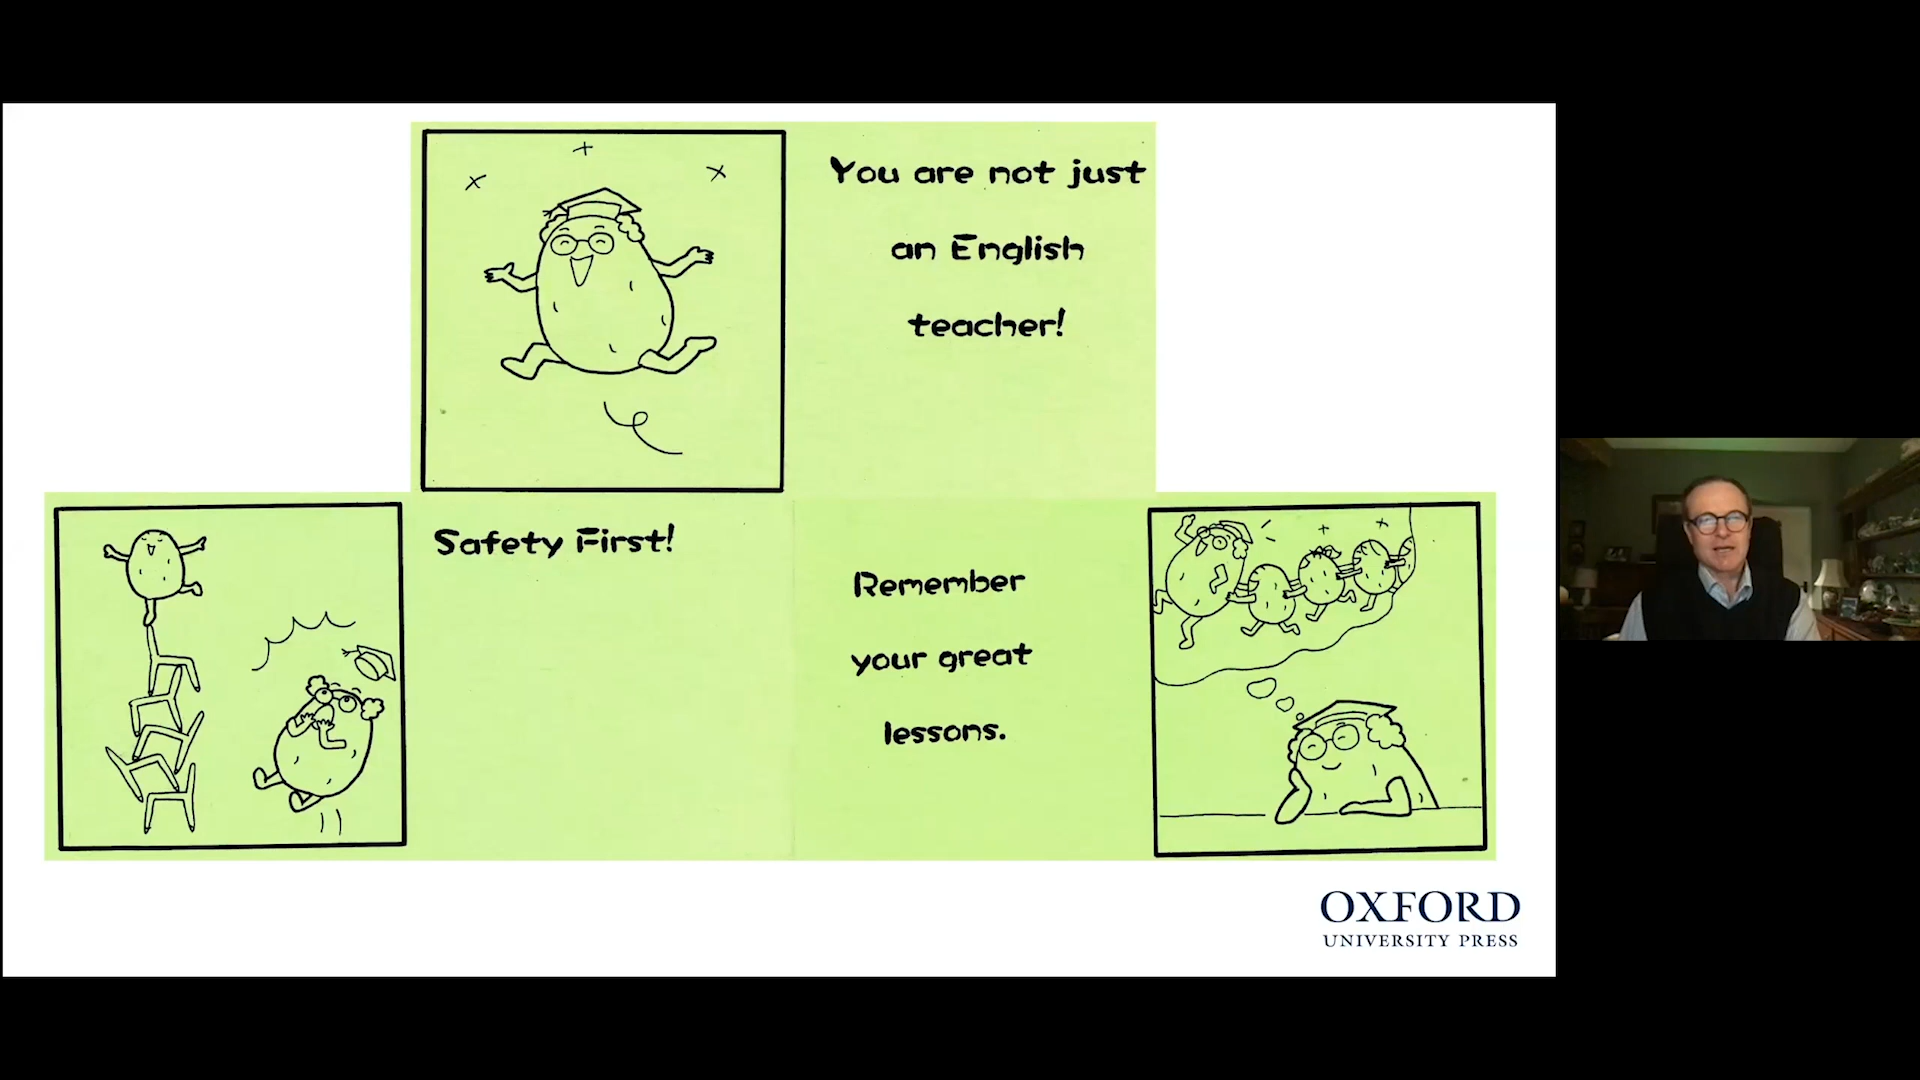 You are not just
an English
teacher!
Safety First!
Remember
your great
lessons.
OXFORD
UNIVERSITY PRESS